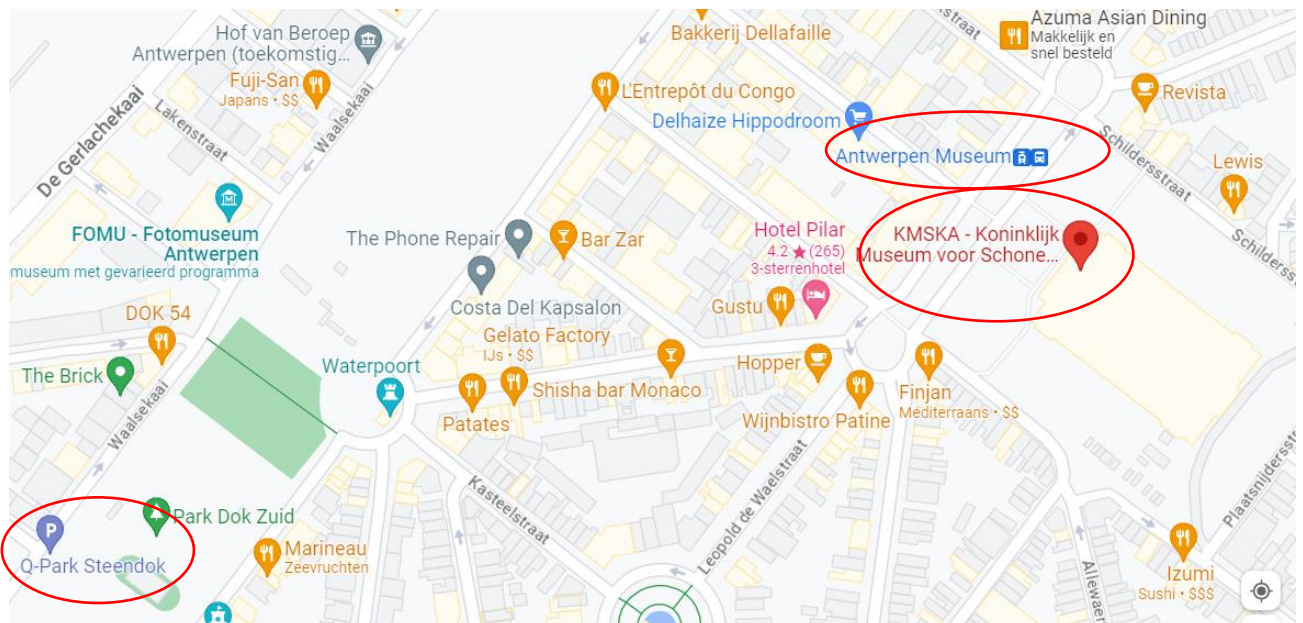 Hof van Beroep
Antwerpen (toekomstig...
Fuji-San
Japans · $$
De Gerlachekaai
Lakenstraat
Waalsekaai
Bakkerij Dellafaille
L'Entrepôt du Congo
Delhaize Hippodroom
Antwerpen Museum
straat
Azuma Asian Dining
Makkelijk en
snel besteld
Revista
Schildersstraat
Lewis
Schilderss
FOMU - Fotomuseum
Antwerpen
museum met gevarieerd programma
The Phone Repair
Bar Zar
Hotel Pilar
4.2 ★ (265)
3-sterrenhotel
KMSKA - Koninklijk
Museum voor Schone...
Costa Del Kapsalon
Gustu
DOK 54
Gelato Factory
IJs · $$
The Brick
Waterpoort
Shisha bar Monaco
Hopper
Finjan
Mediterraans · $$
Patates
Wijnbistro Patine
Waalsekaai
Kasteelstraat
Leopold de Waelstraat
Plaatsnijdersstr
P
Q-Park Steendok
Park Dok Zuid
Marineau
Zeevruchten
Allewaer
Izumi
Sushi · $$$